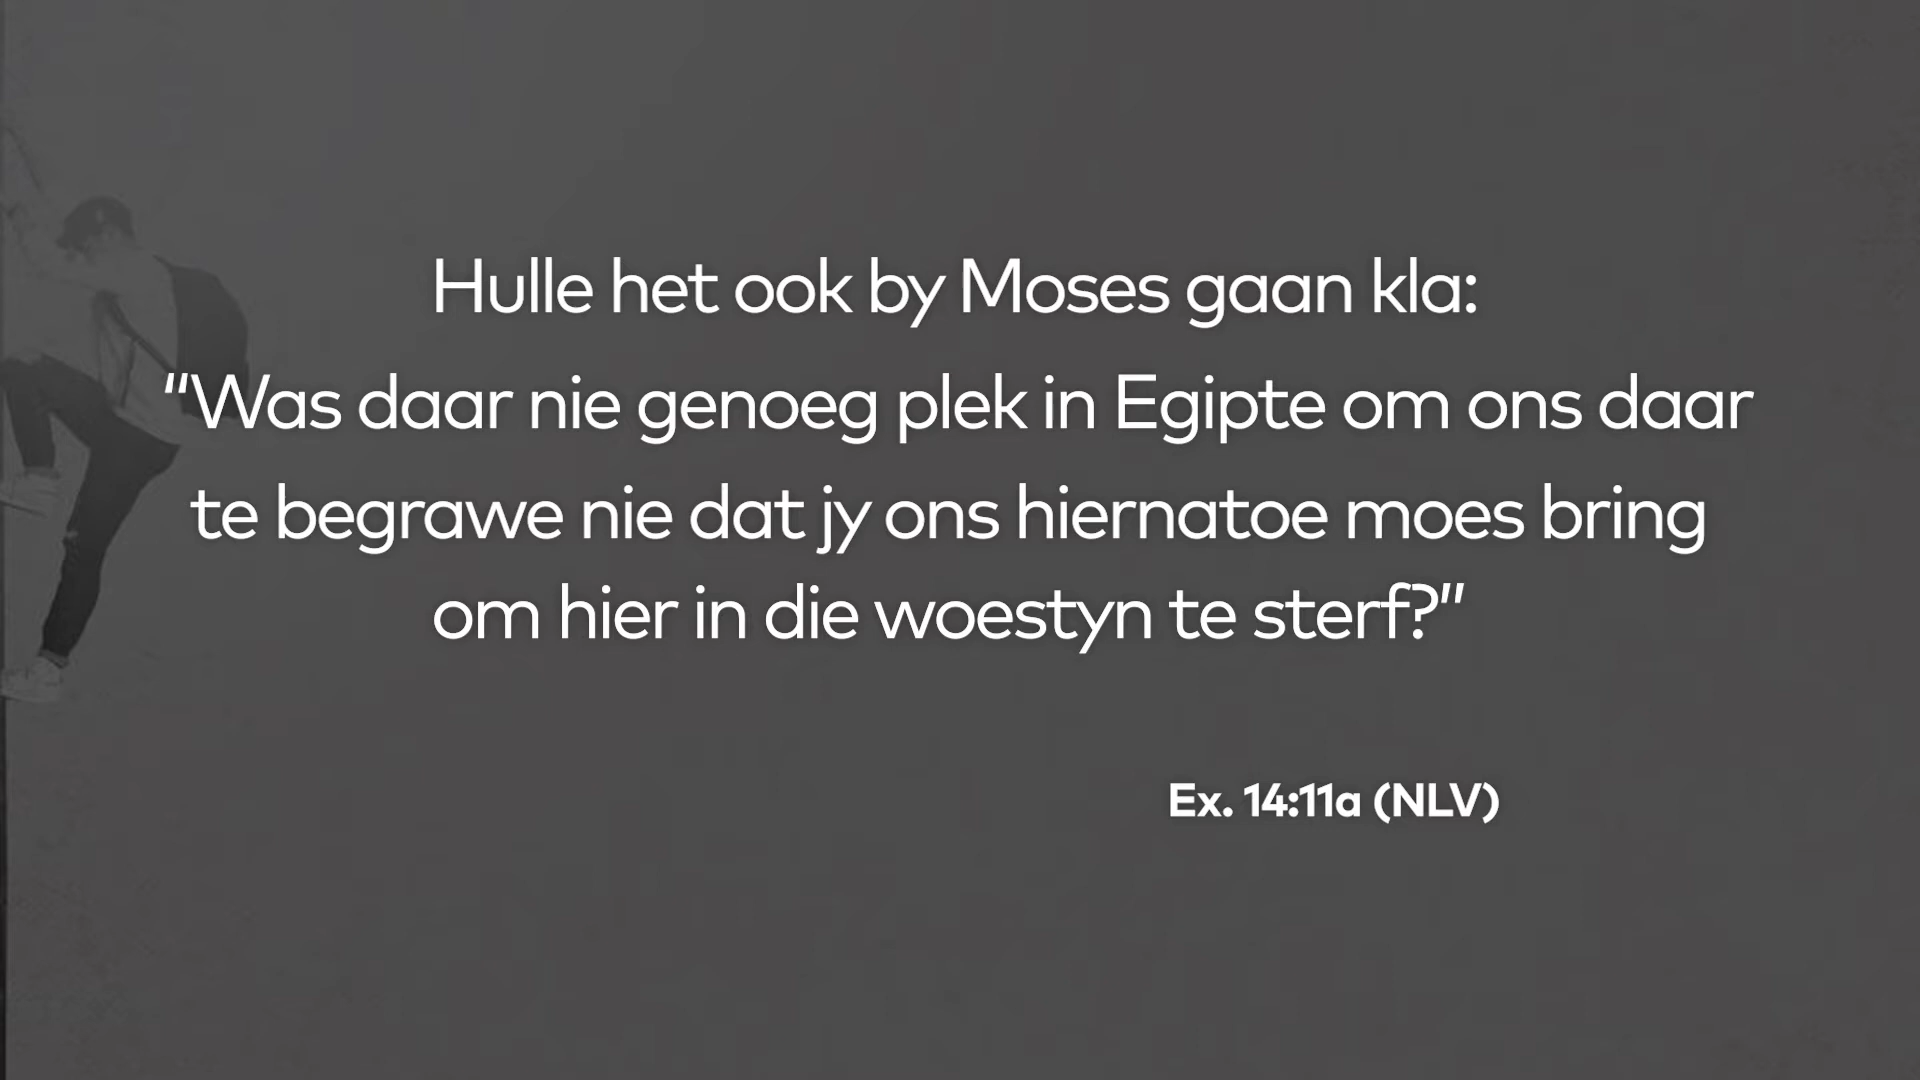 Hulle het ook by Moses gaan kla:
“Was daar nie genoeg plek in Egipte om ons daar
te begrawe nie dat jy ons hiernatoe moes bring
om hier in die woestyn te sterf?”
Ex. 14:11a (NLV)